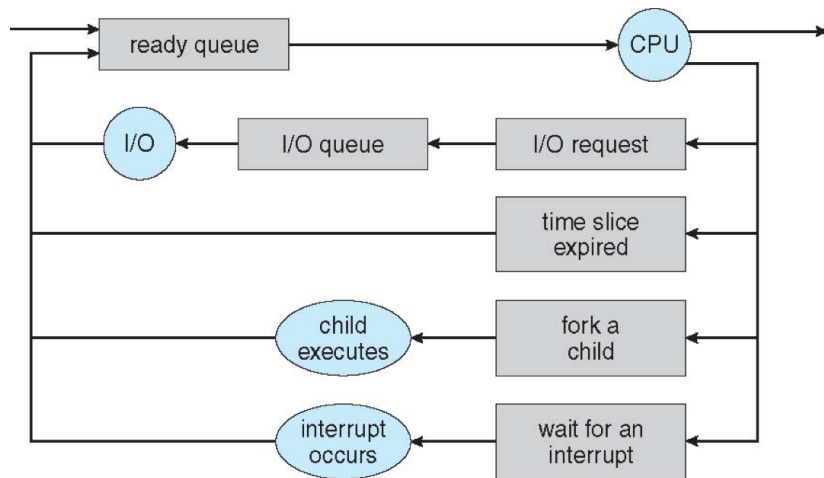 ready queue
CPU
I/O
I/O queue
I/O request
time slice
expired
child
executes
fork a
child
interrupt
occurs
wait for an
interrupt